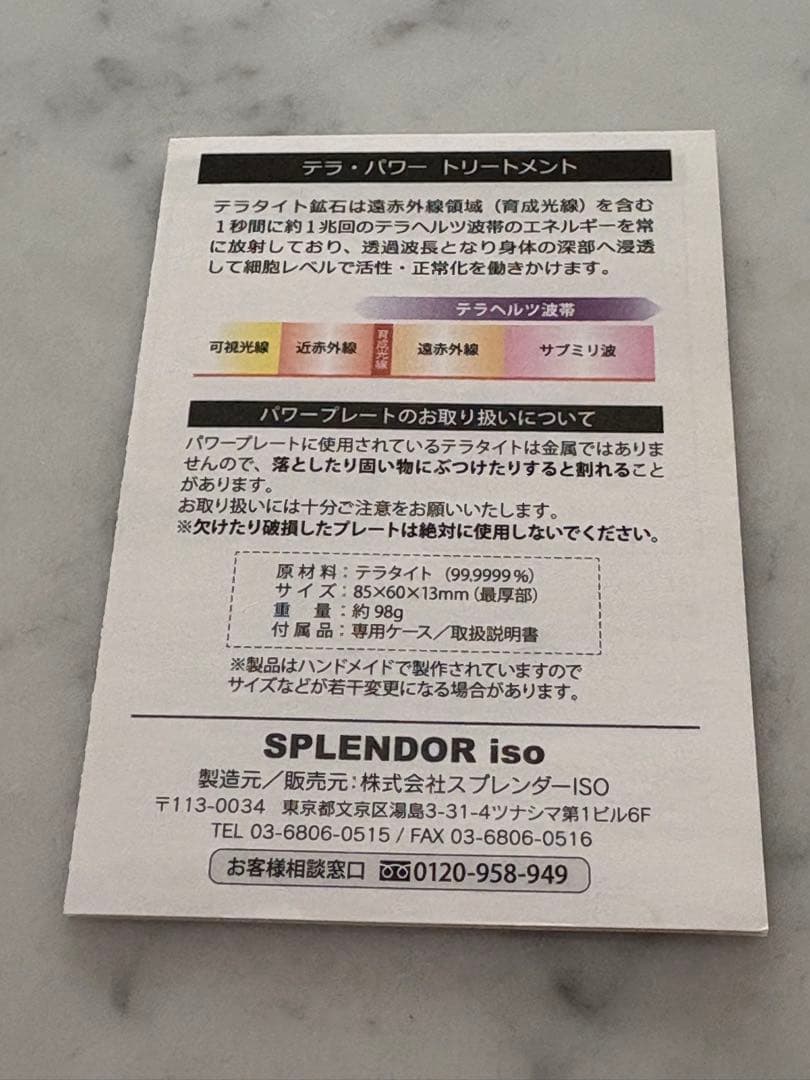 テラ・パワー トリートメント
テラタイト鉱石は遠赤外線領域（育成光線）を含む
1秒間に約1兆回のテラヘルツ波帯のエネルギーを常
に放射しており、透過波長となり身体の深部へ浸透
して細胞レベルで活性・正常化を働きかけます。
テラヘルツ波帯
可視光線 近赤外線 育成光線 遠赤外線 サブミリ波
パワープレートのお取り扱いについて
パワープレートに使用されているテラタイトは金属ではありま
せんので、落としたり固い物にぶつけたりすると割れること
があります。
お取り扱いには十分ご注意をお願いいたします。
※欠けたり破損したプレートは絶対に使用しないでください。
原材料：テラタイト（99.9999％）
サイズ：85×60×13mm（最厚部）
重　量：約98g
付属品：専用ケース／取扱説明書
※製品はハンドメイドで製作されていますので
サイズなどが若干変更になる場合があります。
SPLENDOR iso
製造元／販売元：株式会社スプレンダーISO
〒113-0034 東京都文京区湯島3-31-4ツナシマ第1ビル6F
TEL 03-6806-0515 / FAX 03-6806-0516
お客様相談窓口 0120-958-949